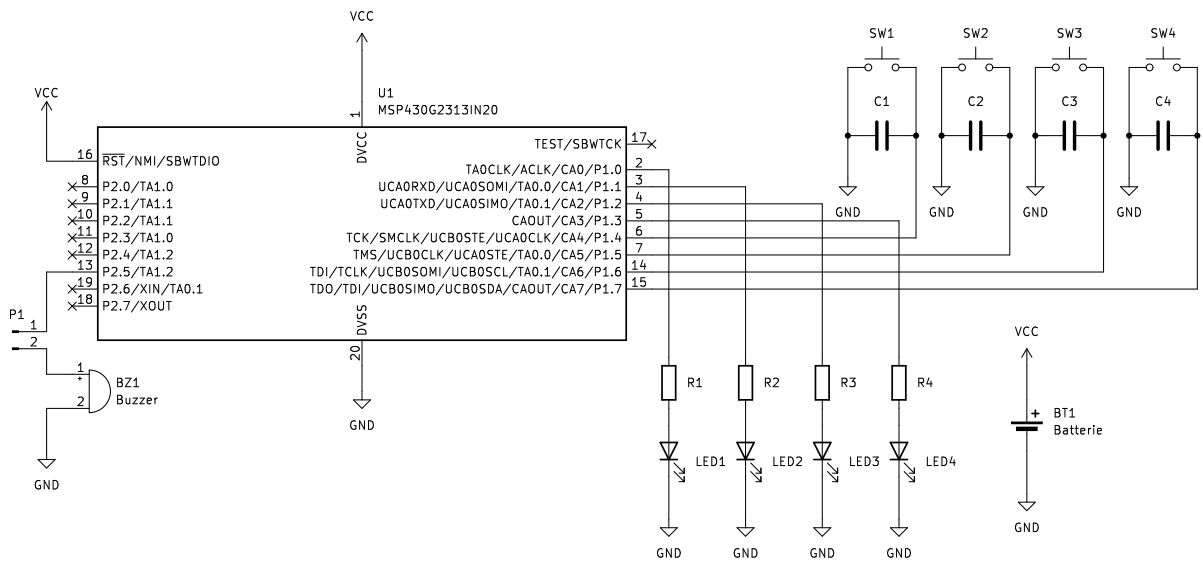 VCC
SW1 SW2 SW3 SW4
VCC
U1
MSP430G2313IN20
C1 C2 C3 C4
1
DVCC
17 TEST/SBWTCK
16 RST/NMI/SBWTDIO
2 TA0CLK/ACLK/CA0/P1.0
8 P2.0/TA1.0
3 UCA0RXD/UCA0SOMI/TA0.0/CA1/P1.1
9 P2.1/TA1.1
4 UCA0TXD/UCA0SIMO/TA0.1/CA2/P1.2
10 P2.2/TA1.1
5 CAOUT/CA3/P1.3
11 P2.3/TA1.0
6 TCK/SMCLK/UCB0STE/UCA0CLK/CA4/P1.4
12 P2.4/TA1.2
7 TMS/UCB0CLK/UCA0STE/TA0.0/CA5/P1.5
13 P2.5/TA1.2
14 TDI/TCLK/UCB0SOMI/UCB0SCL/TA0.1/CA6/P1.6
19 P2.6/XIN/TA0.1
15 TDO/TDI/UCB0SIMO/UCB0SDA/CAOUT/CA7/P1.7
18 P2.7/XOUT
GND GND GND GND
DVSS
20
P1
1
2
1
+
2
BZ1
Buzzer
GND
GND
R1 R2 R3 R4
LED1 LED2 LED3 LED4
GND GND GND GND
VCC
+
BT1
Batterie
GND